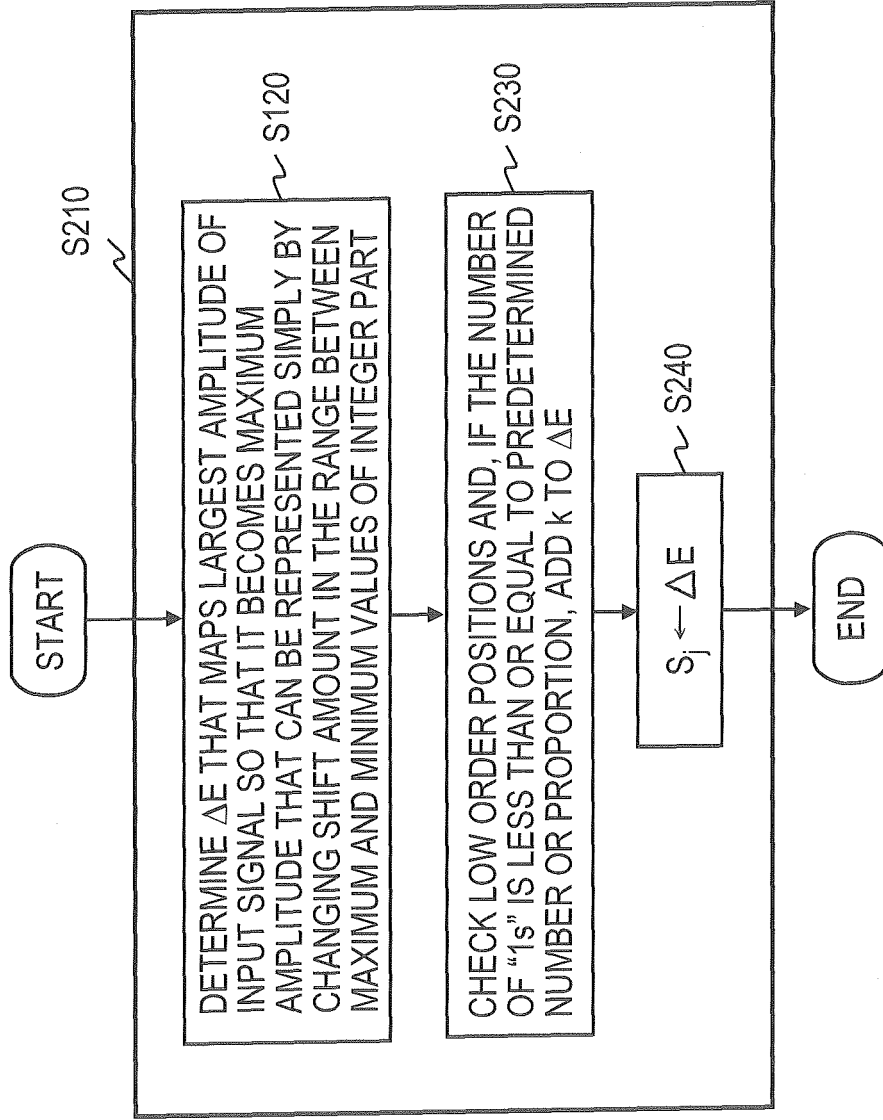 START
S210
DETERMINE ΔE THAT MAPS LARGEST AMPLITUDE OF
INPUT SIGNAL SO THAT IT BECOMES MAXIMUM
AMPLITUDE THAT CAN BE REPRESENTED SIMPLY BY
CHANGING SHIFT AMOUNT IN THE RANGE BETWEEN
MAXIMUM AND MINIMUM VALUES OF INTEGER PART
S120
CHECK LOW ORDER POSITIONS AND, IF THE NUMBER
OF “1s” IS LESS THAN OR EQUAL TO PREDETERMINED
NUMBER OR PROPORTION, ADD k TO ΔE
S230
Sj ← ΔE
S240
END